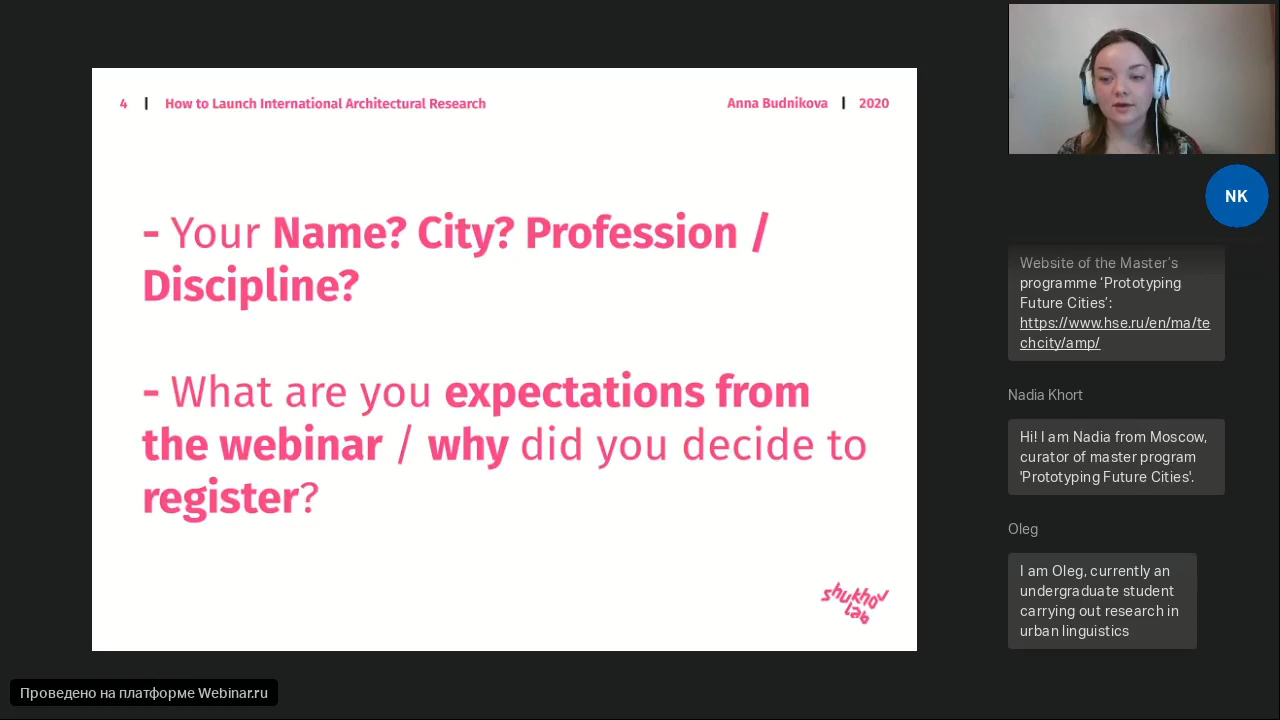 4 | How to Launch International Architectural Research
Anna Budnikova | 2020
- Your Name? City? Profession /
Discipline?
- What are you expectations from
the webinar / why did you decide to
register?
shukhov
lab
NK
Website of the Master's
programme ‘Prototyping
Future Cities’:
https://www.hse.ru/en/ma/te
chcity/amp/
Nadia Khort
Hi! I am Nadia from Moscow,
curator of master program
'Prototyping Future Cities'.
Oleg
I am Oleg, currently an
undergraduate student
carrying out research in
urban linguistics
Проведено на платформе Webinar.ru